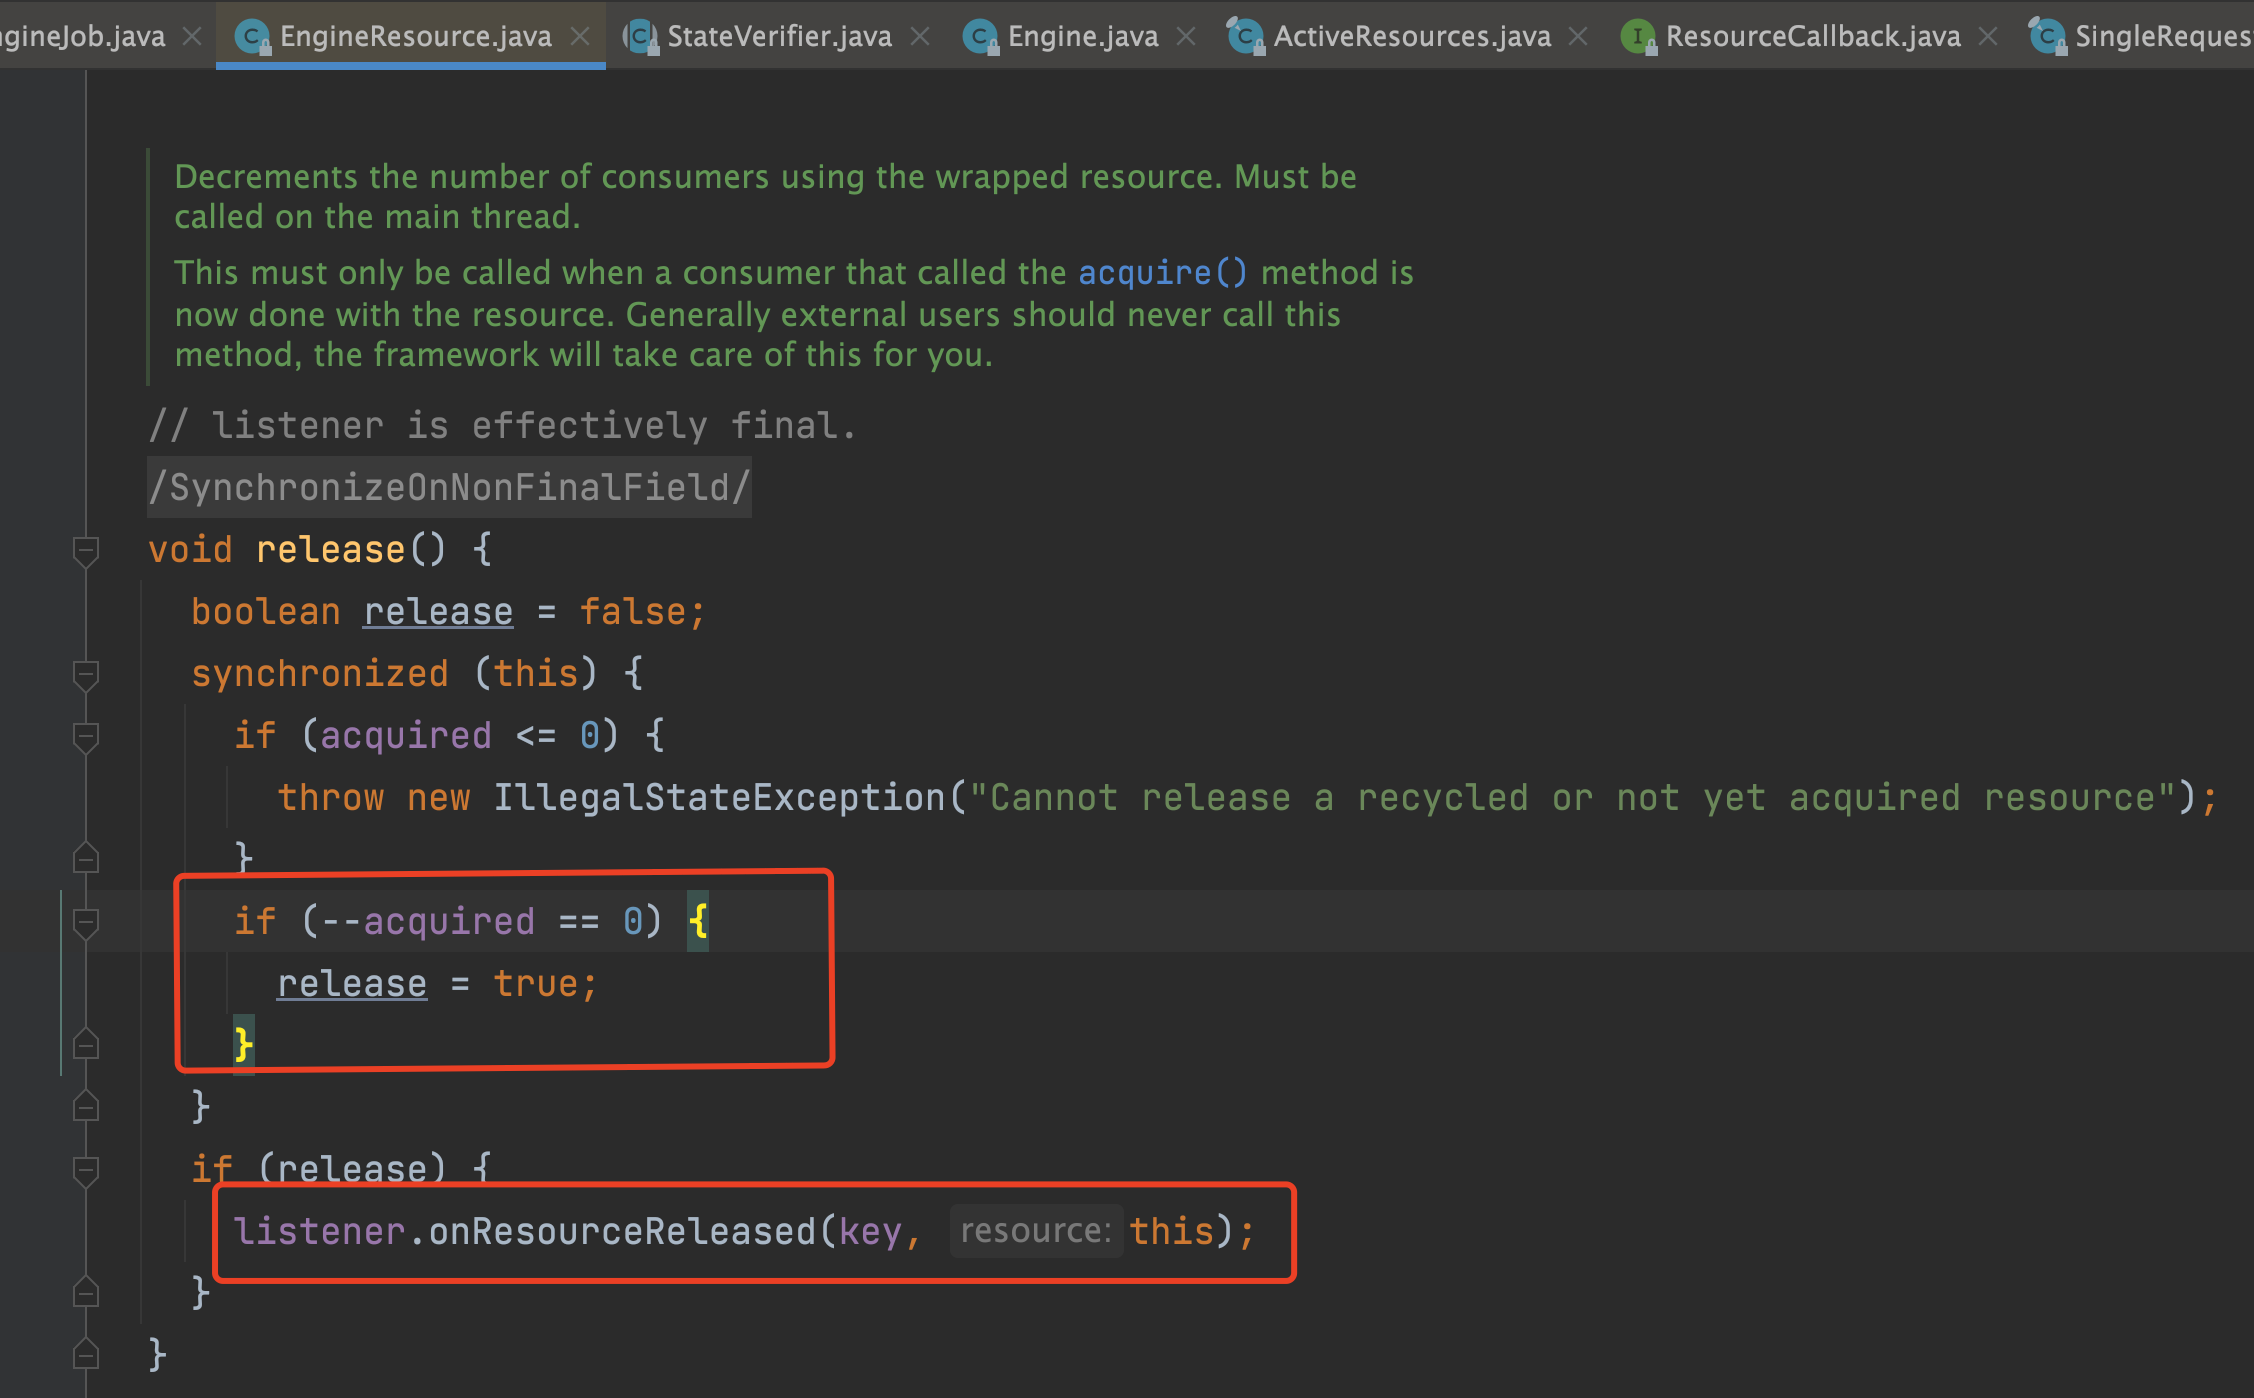 ngineJob.java EngineResource.java StateVerifier.java Engine.java ActiveResources.java ResourceCallback.java SingleReques
Decrements the number of consumers using the wrapped resource. Must be
called on the main thread.
This must only be called when a consumer that called the acquire() method is
now done with the resource. Generally external users should never call this
method, the framework will take care of this for you.
// listener is effectively final.
/SynchronizeOnNonFinalField/
void release() {
boolean release = false;
synchronized (this) {
if (acquired <= 0) {
throw new IllegalStateException("Cannot release a recycled or not yet acquired resource");
}
if (--acquired == 0) {
release = true;
}
}
if (release) {
listener.onResourceReleased(key, resource: this);
}
}